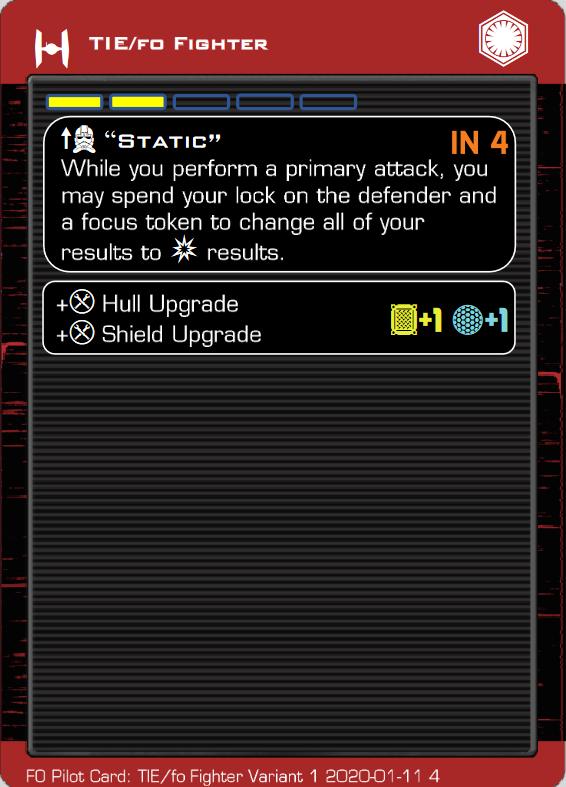 TIE/fo Fighter
“Static”
IN 4
While you perform a primary attack, you
may spend your lock on the defender and
a focus token to change all of your
results to results.
+ Hull Upgrade
+1 +1
+ Shield Upgrade
FO Pilot Card: TIE/fo Fighter Variant 1 2020-01-11 4